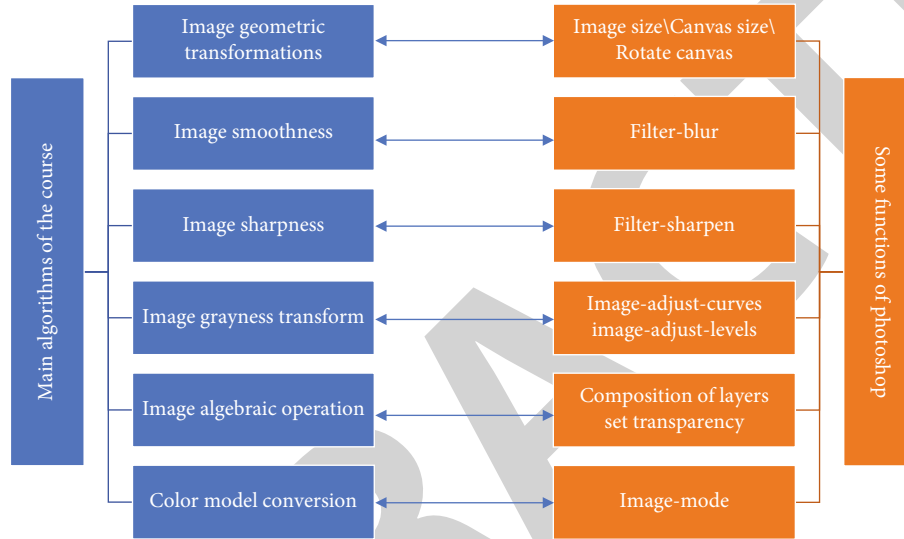 Main algorithms of the course
Image geometric
transformations
Image smoothness
Image sharpness
Image grayness transform
Image algebraic operation
Color model conversion
Image size\Canvas size\
Rotate canvas
Filter-blur
Filter-sharpen
Image-adjust-curves
image-adjust-levels
Composition of layers
set transparency
Image-mode
Some functions of photoshop